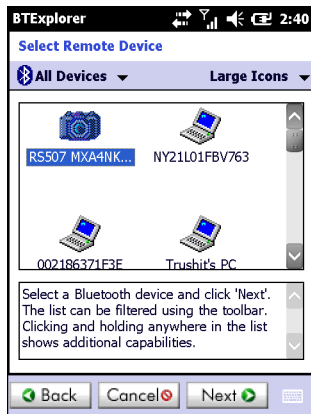 BTExplorer 2:40
Select Remote Device
All Devices Large Icons
RS507 MXA4NK... NY21L01FBV763
002186371F3E Trushit's PC
Select a Bluetooth device and click 'Next'.
The list can be filtered using the toolbar.
Clicking and holding anywhere in the list
shows additional capabilities.
Back Cancel Next